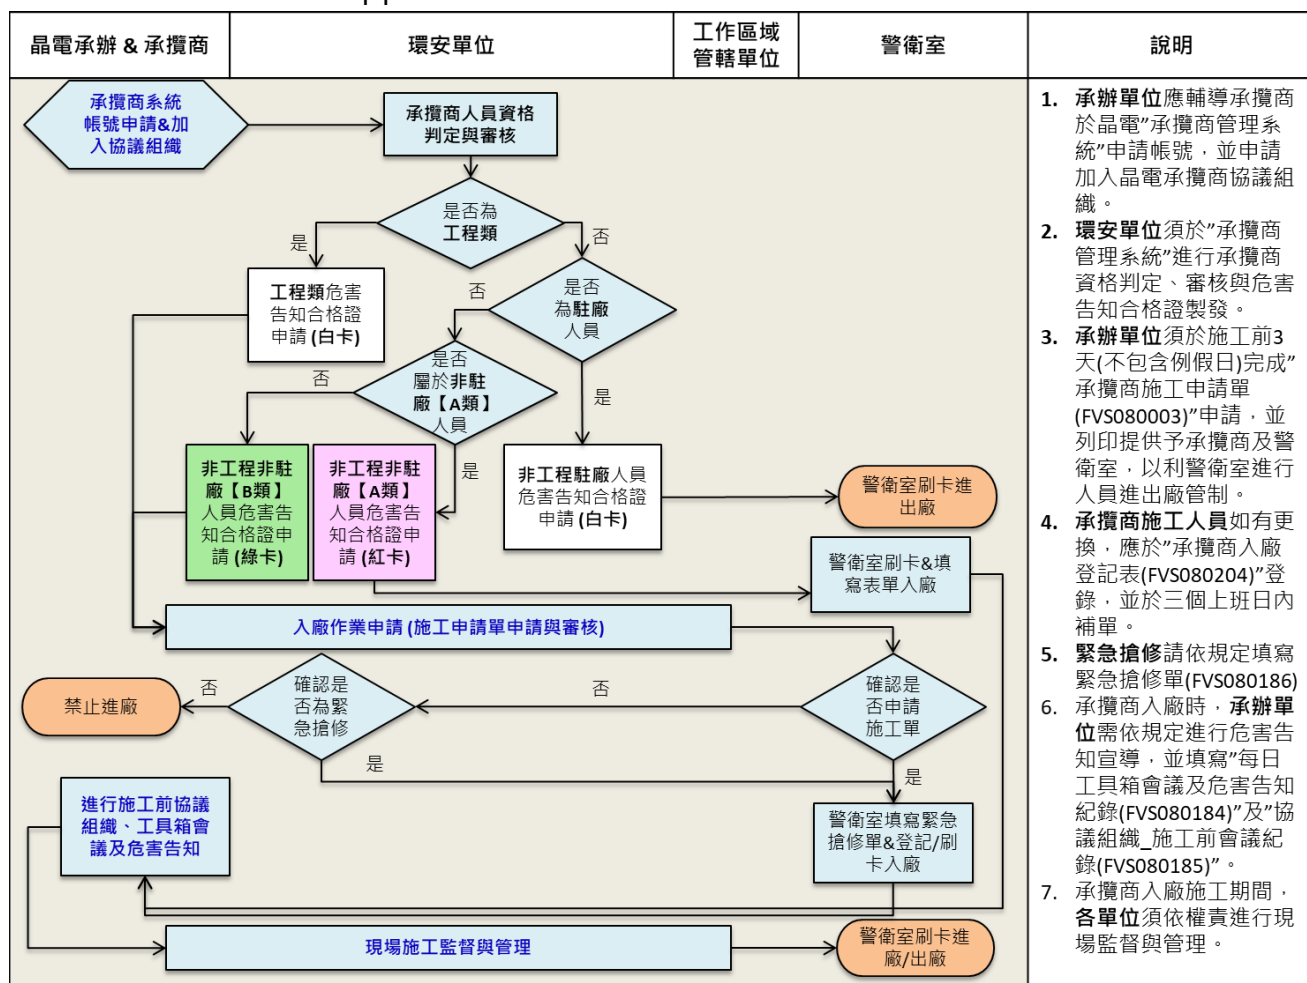 晶電承辦 & 承攬商
環安單位
工作區域
管轄單位
警衛室
說明
承攬商系統
帳號申請&加
入協議組織
承攬商人員資格
判定與審核
是否為
工程類
是
否
工程類危害
告知合格證
申請 (白卡)
是否
為駐廠
人員
否
是
是否
屬於非駐
廠【A類】
人員
否
是
非工程非駐
廠【B類】
人員危害告
知合格證申
請 (綠卡)
非工程非駐
廠【A類】
人員危害告
知合格證申
請 (紅卡)
非工程駐廠人員
危害告知合格證
申請 (白卡)
警衛室刷卡進
出廠
警衛室刷卡&填
寫表單入廠
入廠作業申請 (施工申請單申請與審核)
確認是
否申請
施工單
否
是
確認是
否為緊
急搶修
否
是
禁止進廠
警衛室填寫緊急
搶修單&登記/刷
卡入廠
進行施工前協議
組織、工具箱會
議及危害告知
現場施工監督與管理
警衛室刷卡進
廠/出廠
1. 承辦單位應輔導承攬商
於晶電”承攬商管理系
統”申請帳號，並申請
加入晶電承攬商協議組
織。
2. 環安單位須於”承攬商
管理系統”進行承攬商
資格判定、審核與危害
告知合格證製發。
3. 承辦單位須於施工前3
天(不包含例假日)完成”
承攬商施工申請單
(FVS080003)”申請，並
列印提供予承攬商及警
衛室，以利警衛室進行
人員進出廠管制。
4. 承攬商施工人員如有更
換，應於”承攬商入廠
登記表(FVS080204)”登
錄，並於三個上班日內
補單。
5. 緊急搶修請依規定填寫
緊急搶修單(FVS080186)
6. 承攬商入廠時，承辦單
位需依規定進行危害告
知宣導，並填寫”每日
工具箱會議及危害告知
紀錄(FVS080184)”及”協
議組織_施工前會議紀
錄(FVS080185)”。
7. 承攬商入廠施工期間，
各單位須依權責進行現
場監督與管理。